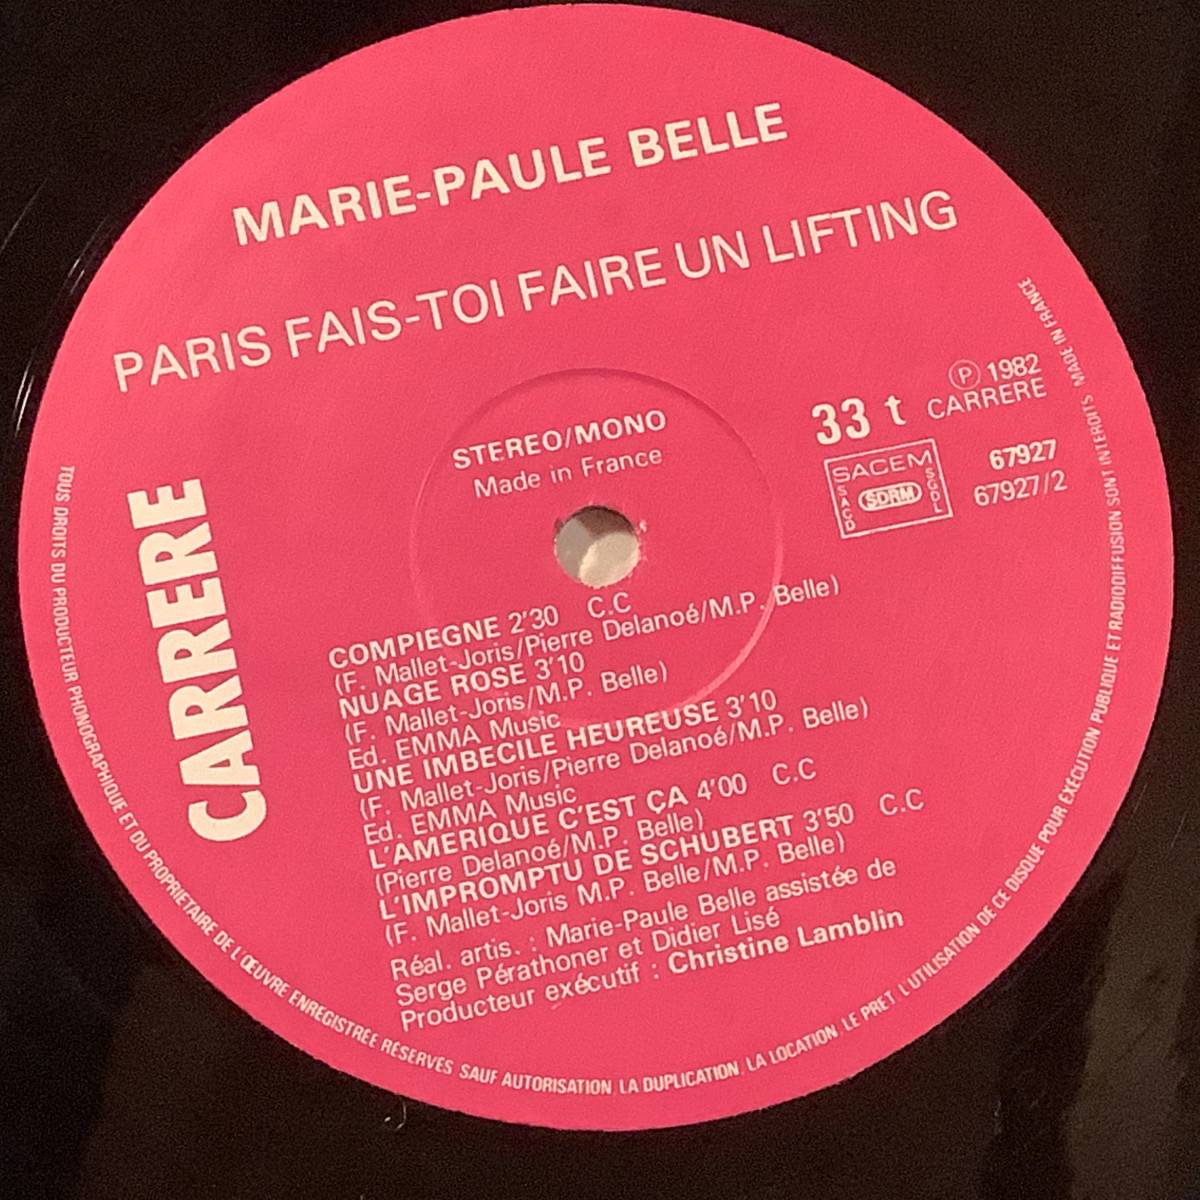 MARIE-PAULE BELLE
PARIS FAIS-TOI FAIRE UN LIFTING
STEREO/MONO
Made in France
33 t
Ⓟ 1982
CARRERE
SACEM
SACD
SDRM
SGDL
67927
67927/2
CARRERE
COMPIEGNE 2'30 C.C
(F. Mallet-Joris/Pierre Delanoé/M.P. Belle)
NUAGE ROSE 3'10
(F. Mallet-Joris/M.P. Belle)
Ed. EMMA Music
UNE IMBECILE HEUREUSE 3'10
(F. Mallet-Joris/Pierre Delanoé/M.P. Belle)
Ed. EMMA Music
L'AMERIQUE C'EST ÇA 4'00 C.C
(Pierre Delanoé/M.P. Belle)
L'IMPROMPTU DE SCHUBERT 3'50 C.C
(F. Mallet-Joris M.P. Belle/M.P. Belle)
Réal. artis. : Marie-Paule Belle assistée de
Serge Pérathoner et Didier Lisé
Producteur exécutif : Christine Lamblin
TOUS DROITS DU PRODUCTEUR PHONOGRAPHIQUE ET DU PROPRIETAIRE DE L'ŒUVRE ENREGISTRÉE RÉSERVÉS SAUF AUTORISATION, LA DUPLICATION, LA LOCATION, LE PRET, L'UTILISATION DE CE DISQUE POUR EXECUTION PUBLIQUE ET RADIODIFFUSION SONT INTERDITS MADE IN FRANCE